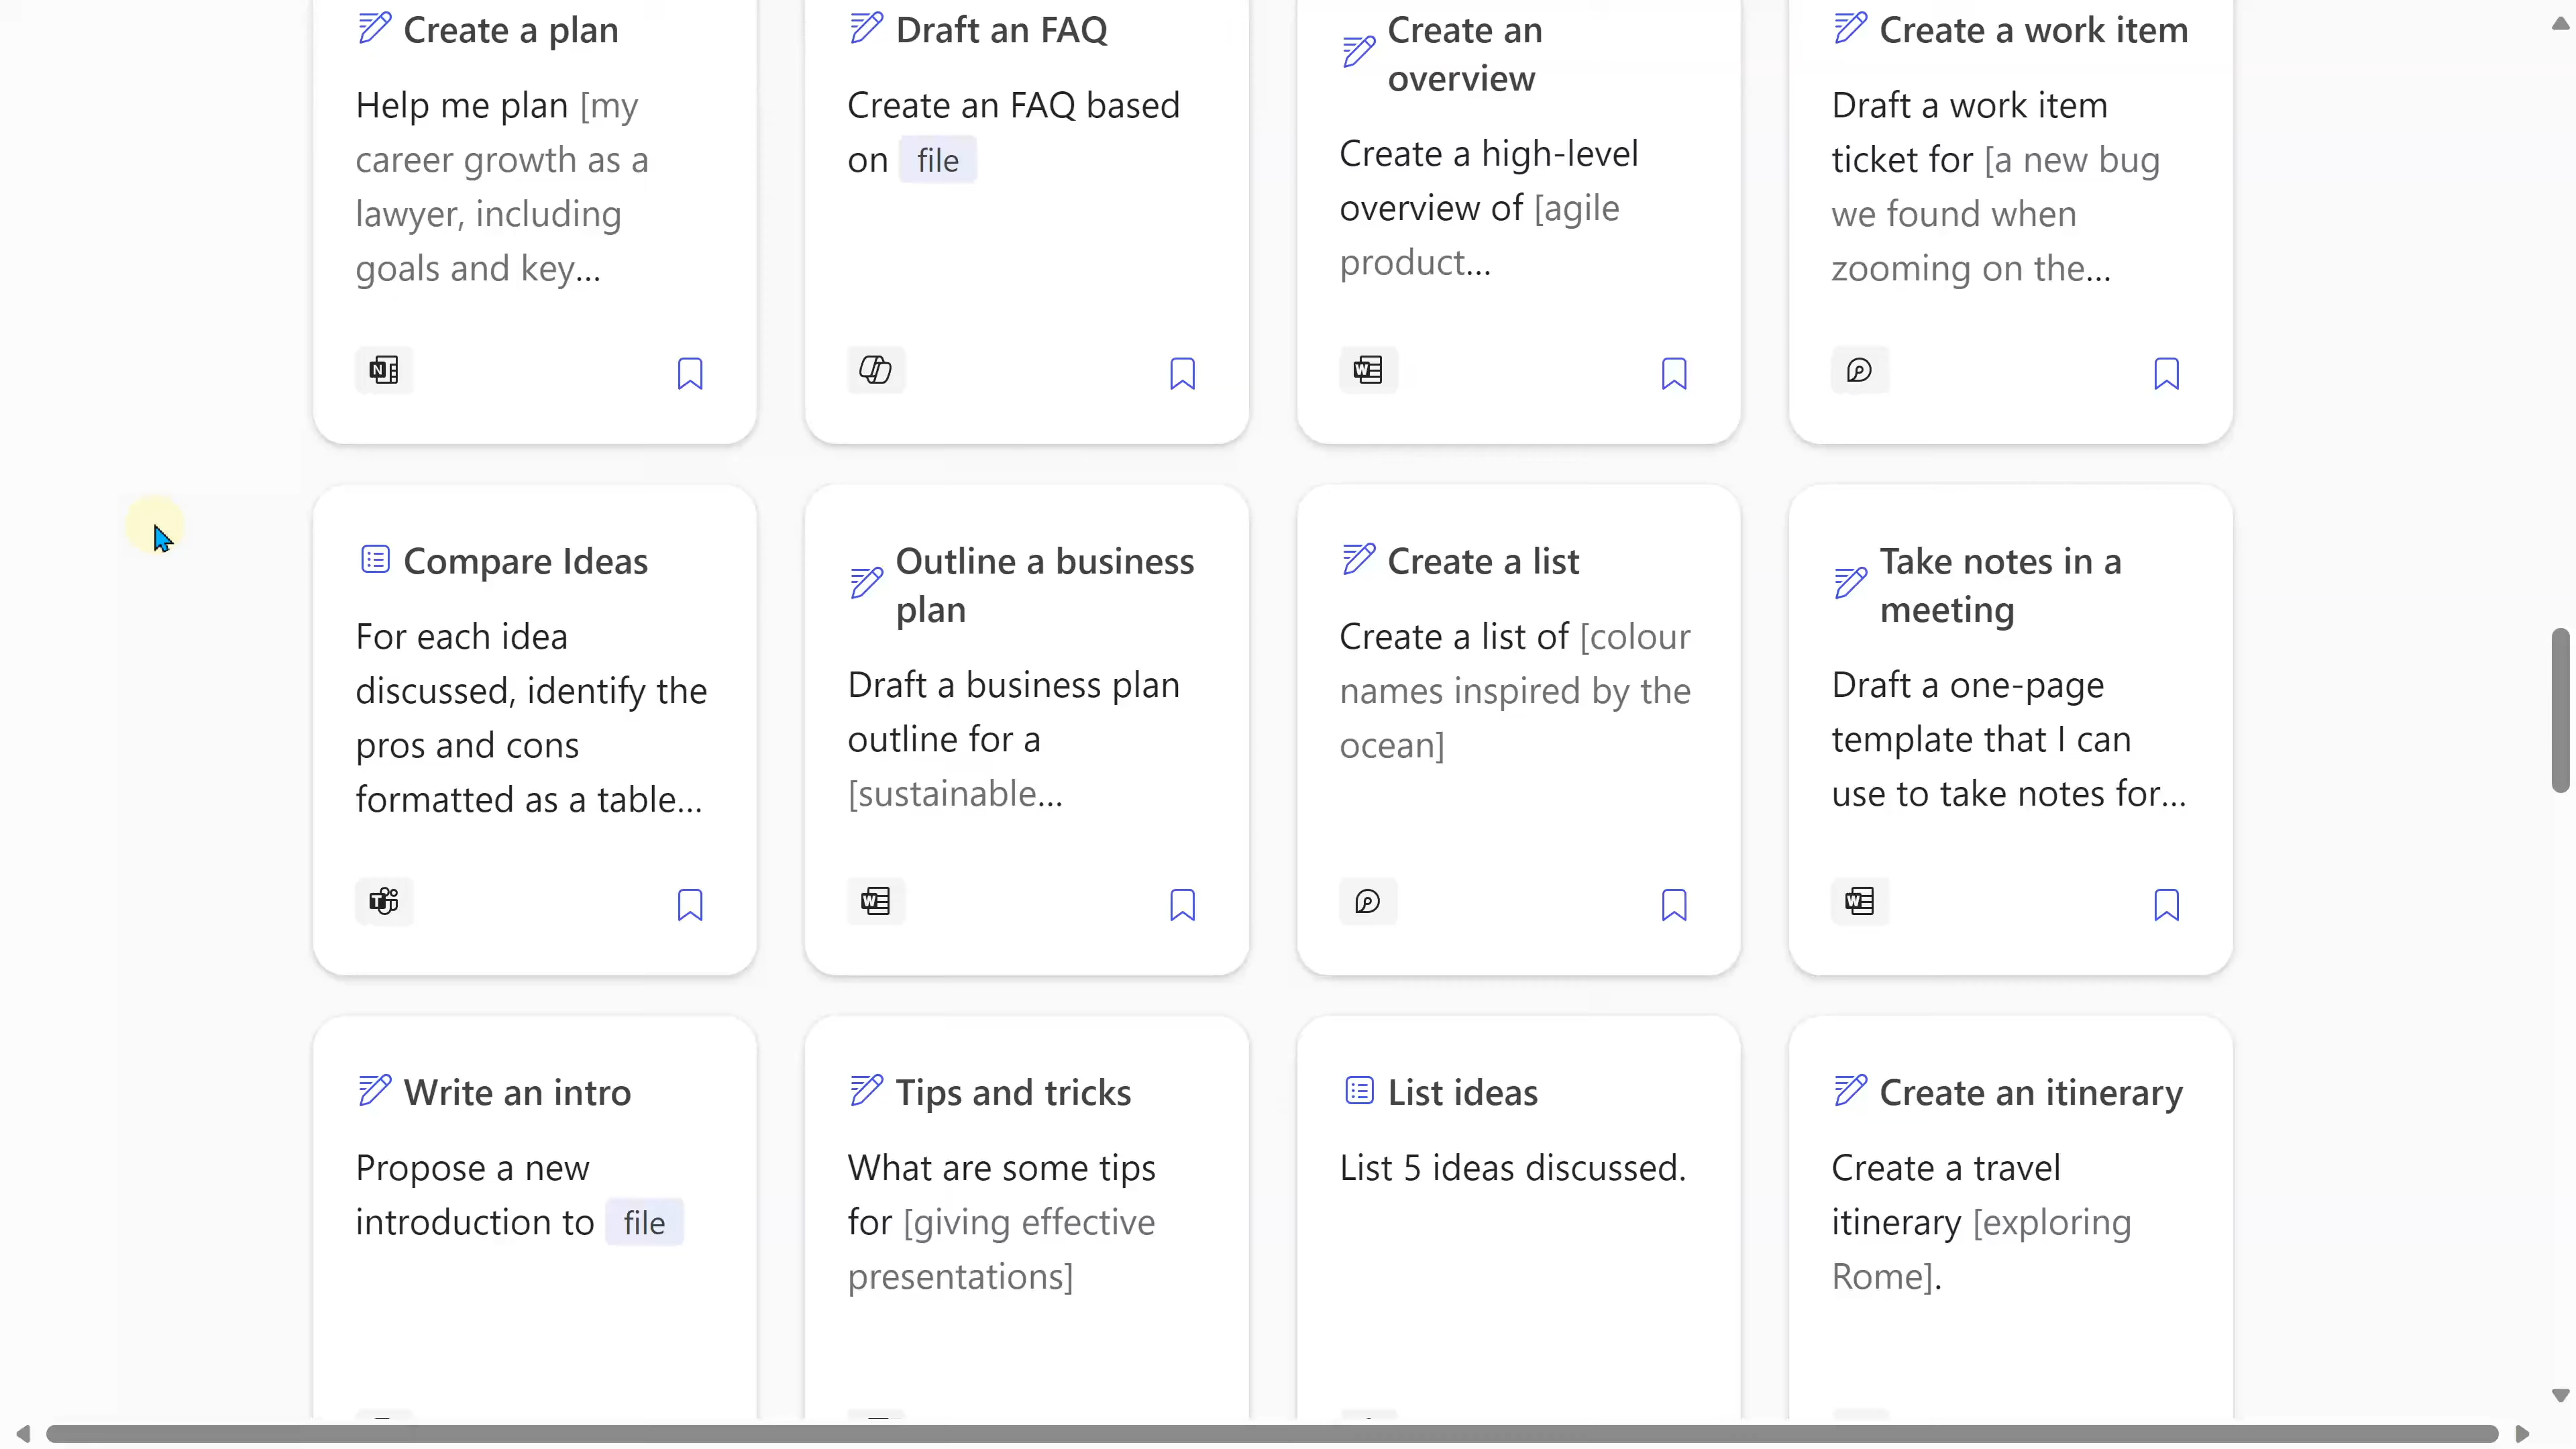 Create a plan
Help me plan [my
career growth as a
lawyer, including
goals and key...
Draft an FAQ
Create an FAQ based
on file
Create an
overview
Create a high-level
overview of [agile
product...
Create a work item
Draft a work item
ticket for [a new bug
we found when
zooming on the...
Compare Ideas
For each idea
discussed, identify the
pros and cons
formatted as a table...
Outline a business
plan
Draft a business plan
outline for a
[sustainable...
Create a list
Create a list of [colour
names inspired by the
ocean]
Take notes in a
meeting
Draft a one-page
template that I can
use to take notes for...
Write an intro
Propose a new
introduction to file
Tips and tricks
What are some tips
for [giving effective
presentations]
List ideas
List 5 ideas discussed.
Create an itinerary
Create a travel
itinerary [exploring
Rome].